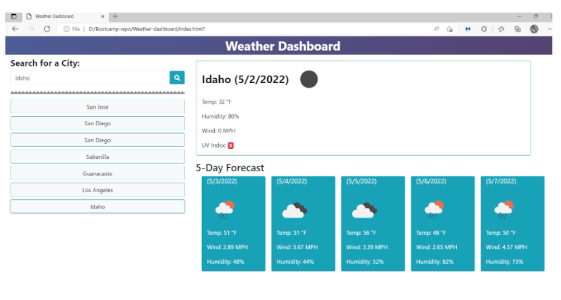 Weather Dashboard
File | D:/Bootcamp-repo/Weather-dashboard/index.html?
Weather Dashboard
Search for a City:
Idaho
San Jose
San Diego
San Diego
Sabanilla
Guanacaste
Los Angeles
Idaho
Idaho (5/2/2022)
Temp: 32 °F
Humidity: 80%
Wind: 0 MPH
UV Index: 0
5-Day Forecast
(5/3/2022) (5/4/2022) (5/5/2022) (5/6/2022) (5/7/2022)
Temp: 51 °F Temp: 51 °F Temp: 56 °F Temp: 48 °F Temp: 50 °F
Wind: 2.89 MPH Wind: 3.67 MPH Wind: 3.39 MPH Wind: 2.65 MPH Wind: 4.57 MPH
Humidity: 48% Humidity: 44% Humidity: 52% Humidity: 82% Humidity: 73%